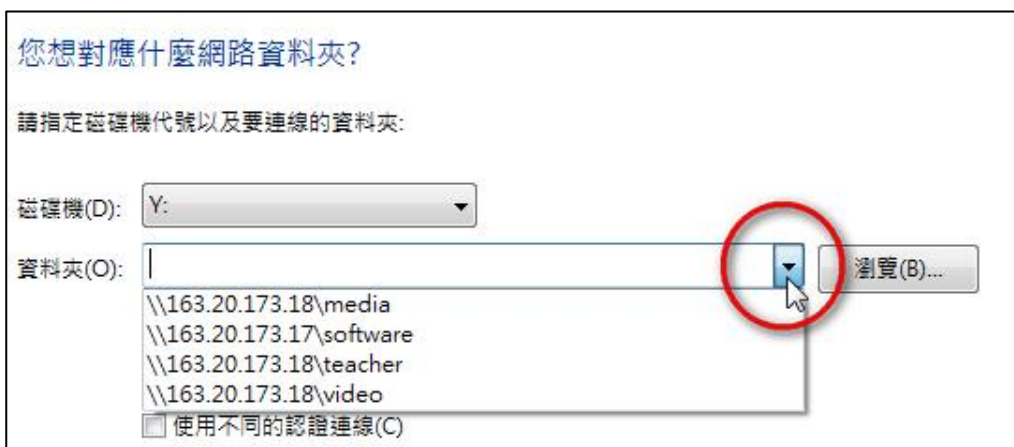 您想對應什麼網路資料夾?
請指定磁碟機代號以及要連線的資料夾:
磁碟機(D): Y:
資料夾(O): 瀏覽(B)...
\\163.20.173.18\media
\\163.20.173.17\software
\\163.20.173.18\teacher
\\163.20.173.18\video
使用不同的認證連線(C)